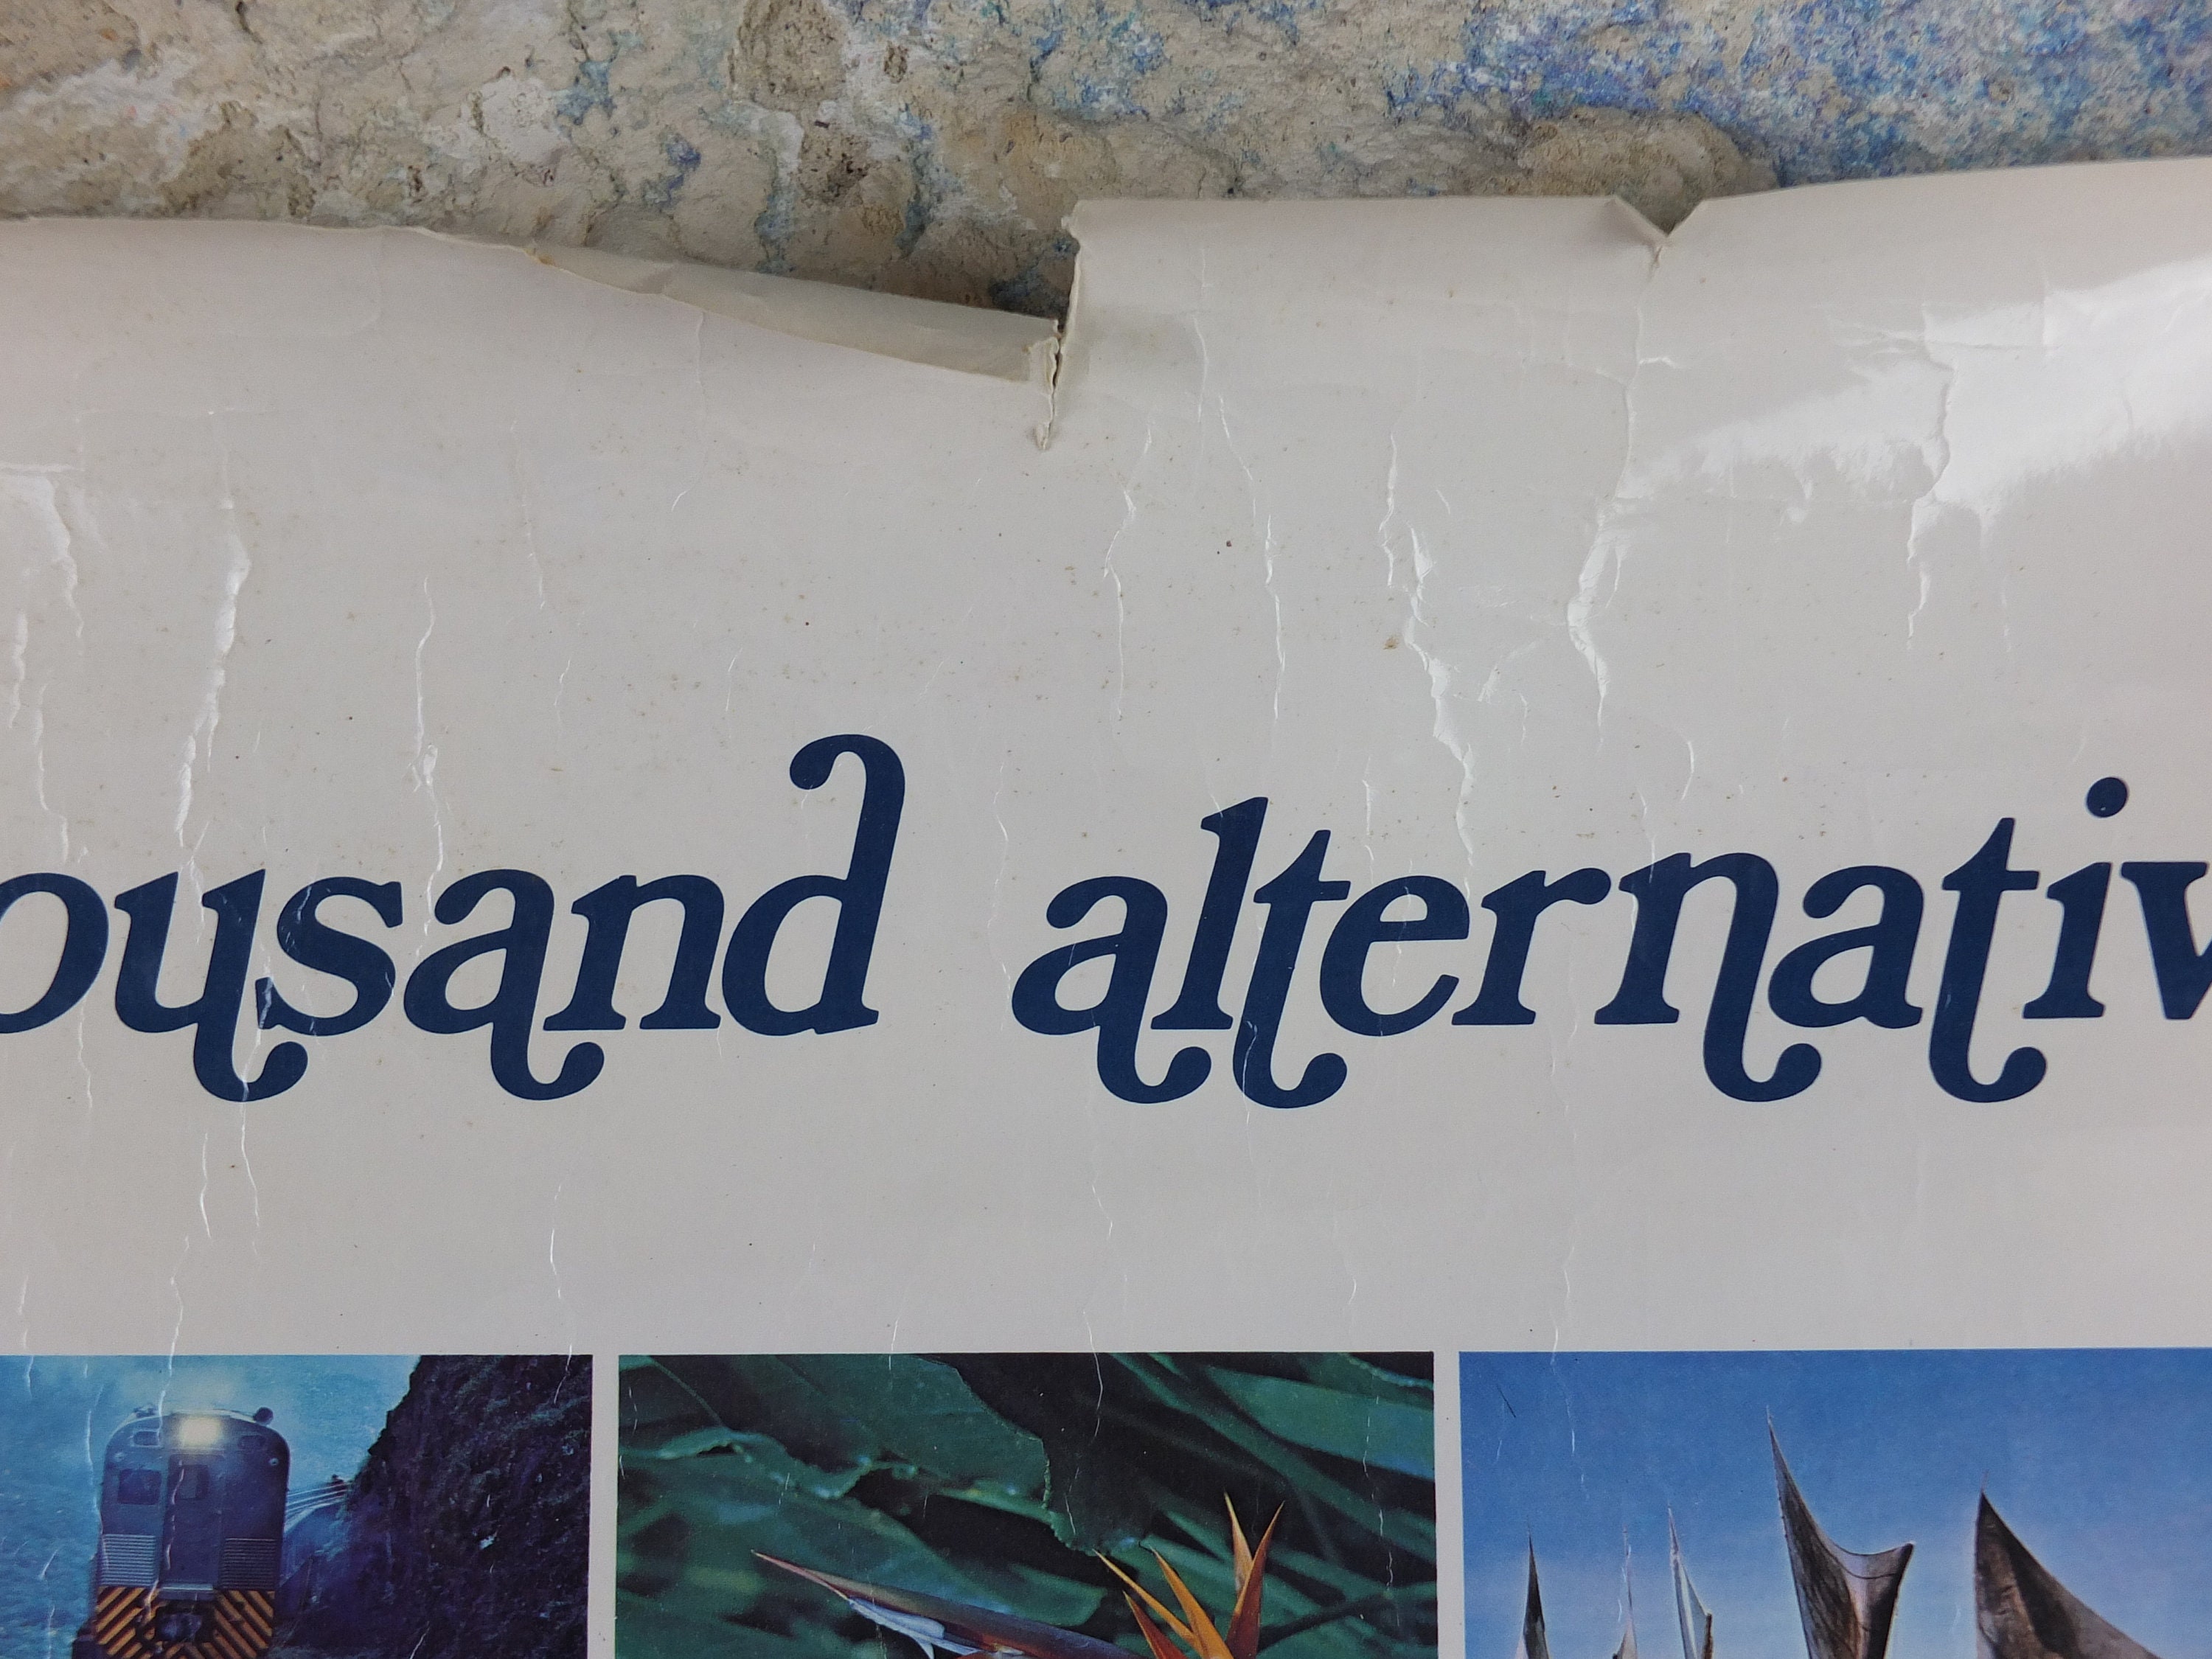 ousand alternativ